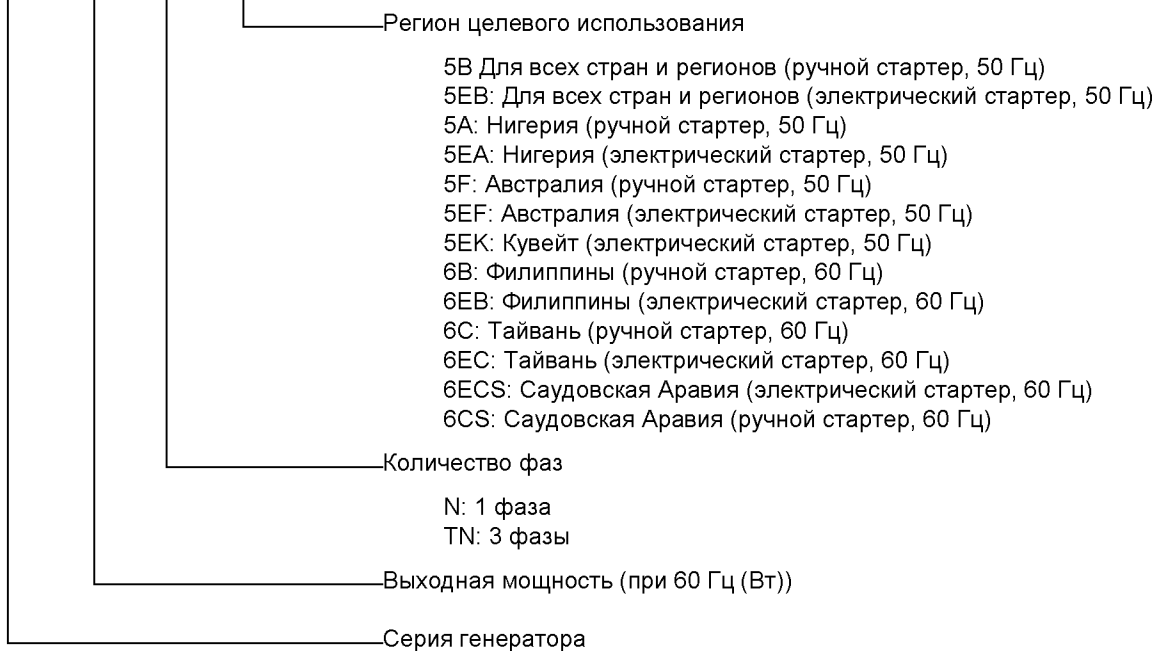 Регион целевого использования
5B Для всех стран и регионов (ручной стартер, 50 Гц)
5EB: Для всех стран и регионов (электрический стартер, 50 Гц)
5A: Нигерия (ручной стартер, 50 Гц)
5EA: Нигерия (электрический стартер, 50 Гц)
5F: Австралия (ручной стартер, 50 Гц)
5EF: Австралия (электрический стартер, 50 Гц)
5EK: Кувейт (электрический стартер, 50 Гц)
6B: Филиппины (ручной стартер, 60 Гц)
6EB: Филиппины (электрический стартер, 60 Гц)
6C: Тайвань (ручной стартер, 60 Гц)
6EC: Тайвань (электрический стартер, 60 Гц)
6ECS: Саудовская Аравия (электрический стартер, 60 Гц)
6CS: Саудовская Аравия (ручной стартер, 60 Гц)
Количество фаз
N: 1 фаза
TN: 3 фазы
Выходная мощность (при 60 Гц (Вт))
Серия генератора